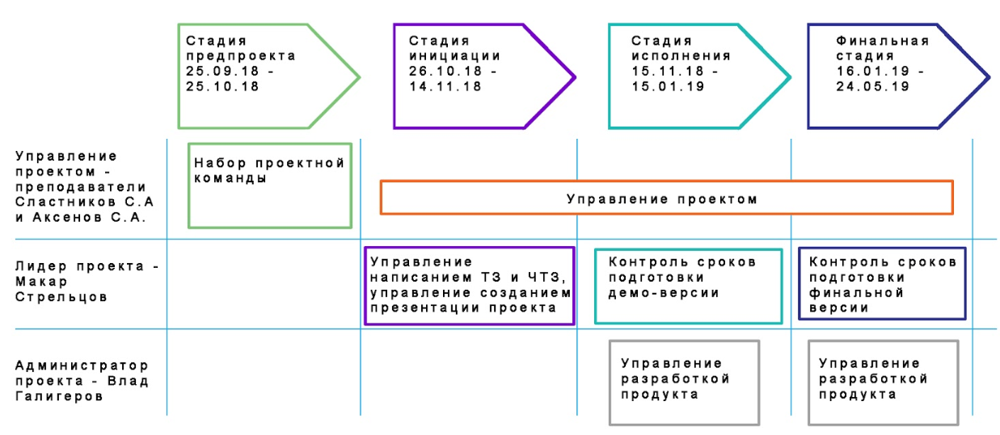 Стадия
предпроекта
25.09.18 -
25.10.18
Стадия
инициации
26.10.18 -
14.11.18
Стадия
исполнения
15.11.18 -
15.01.19
Финальная
стадия
16.01.19 -
24.05.19
Управление
проектом -
преподаватели
Сластников С.А
и Аксенов С.А.
Набор проектной
команды
Управление проектом
Лидер проекта -
Макар
Стрельцов
Управление
написанием ТЗ и ЧТЗ,
управление созданием
презентации проекта
Контроль сроков
подготовки
демо-версии
Контроль сроков
подготовки
финальной
версии
Администратор
проекта - Влад
Галигеров
Управление
разработкой
продукта
Управление
разработкой
продукта